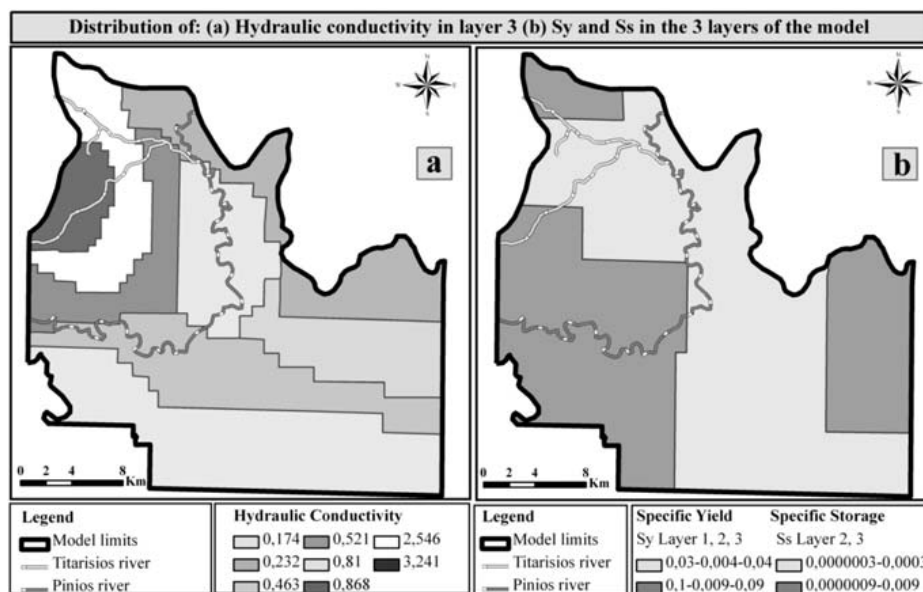 Distribution of: (a) Hydraulic conductivity in layer 3 (b) Sy and Ss in the 3 layers of the model
a
b
0 2 4 8
Km
0 2 4 8
Km
Legend
Model limits
Titarisios river
Pinios river
Hydraulic Conductivity
0,174 0,521 2,546
0,232 0,81 3,241
0,463 0,868
Legend
Model limits
Titarisios river
Pinios river
Specific Yield Specific Storage
Sy Layer 1, 2, 3 Ss Layer 2, 3
0,03-0,004-0,04 0,0000003-0,0003
0,1-0,009-0,09 0,0000009-0,009